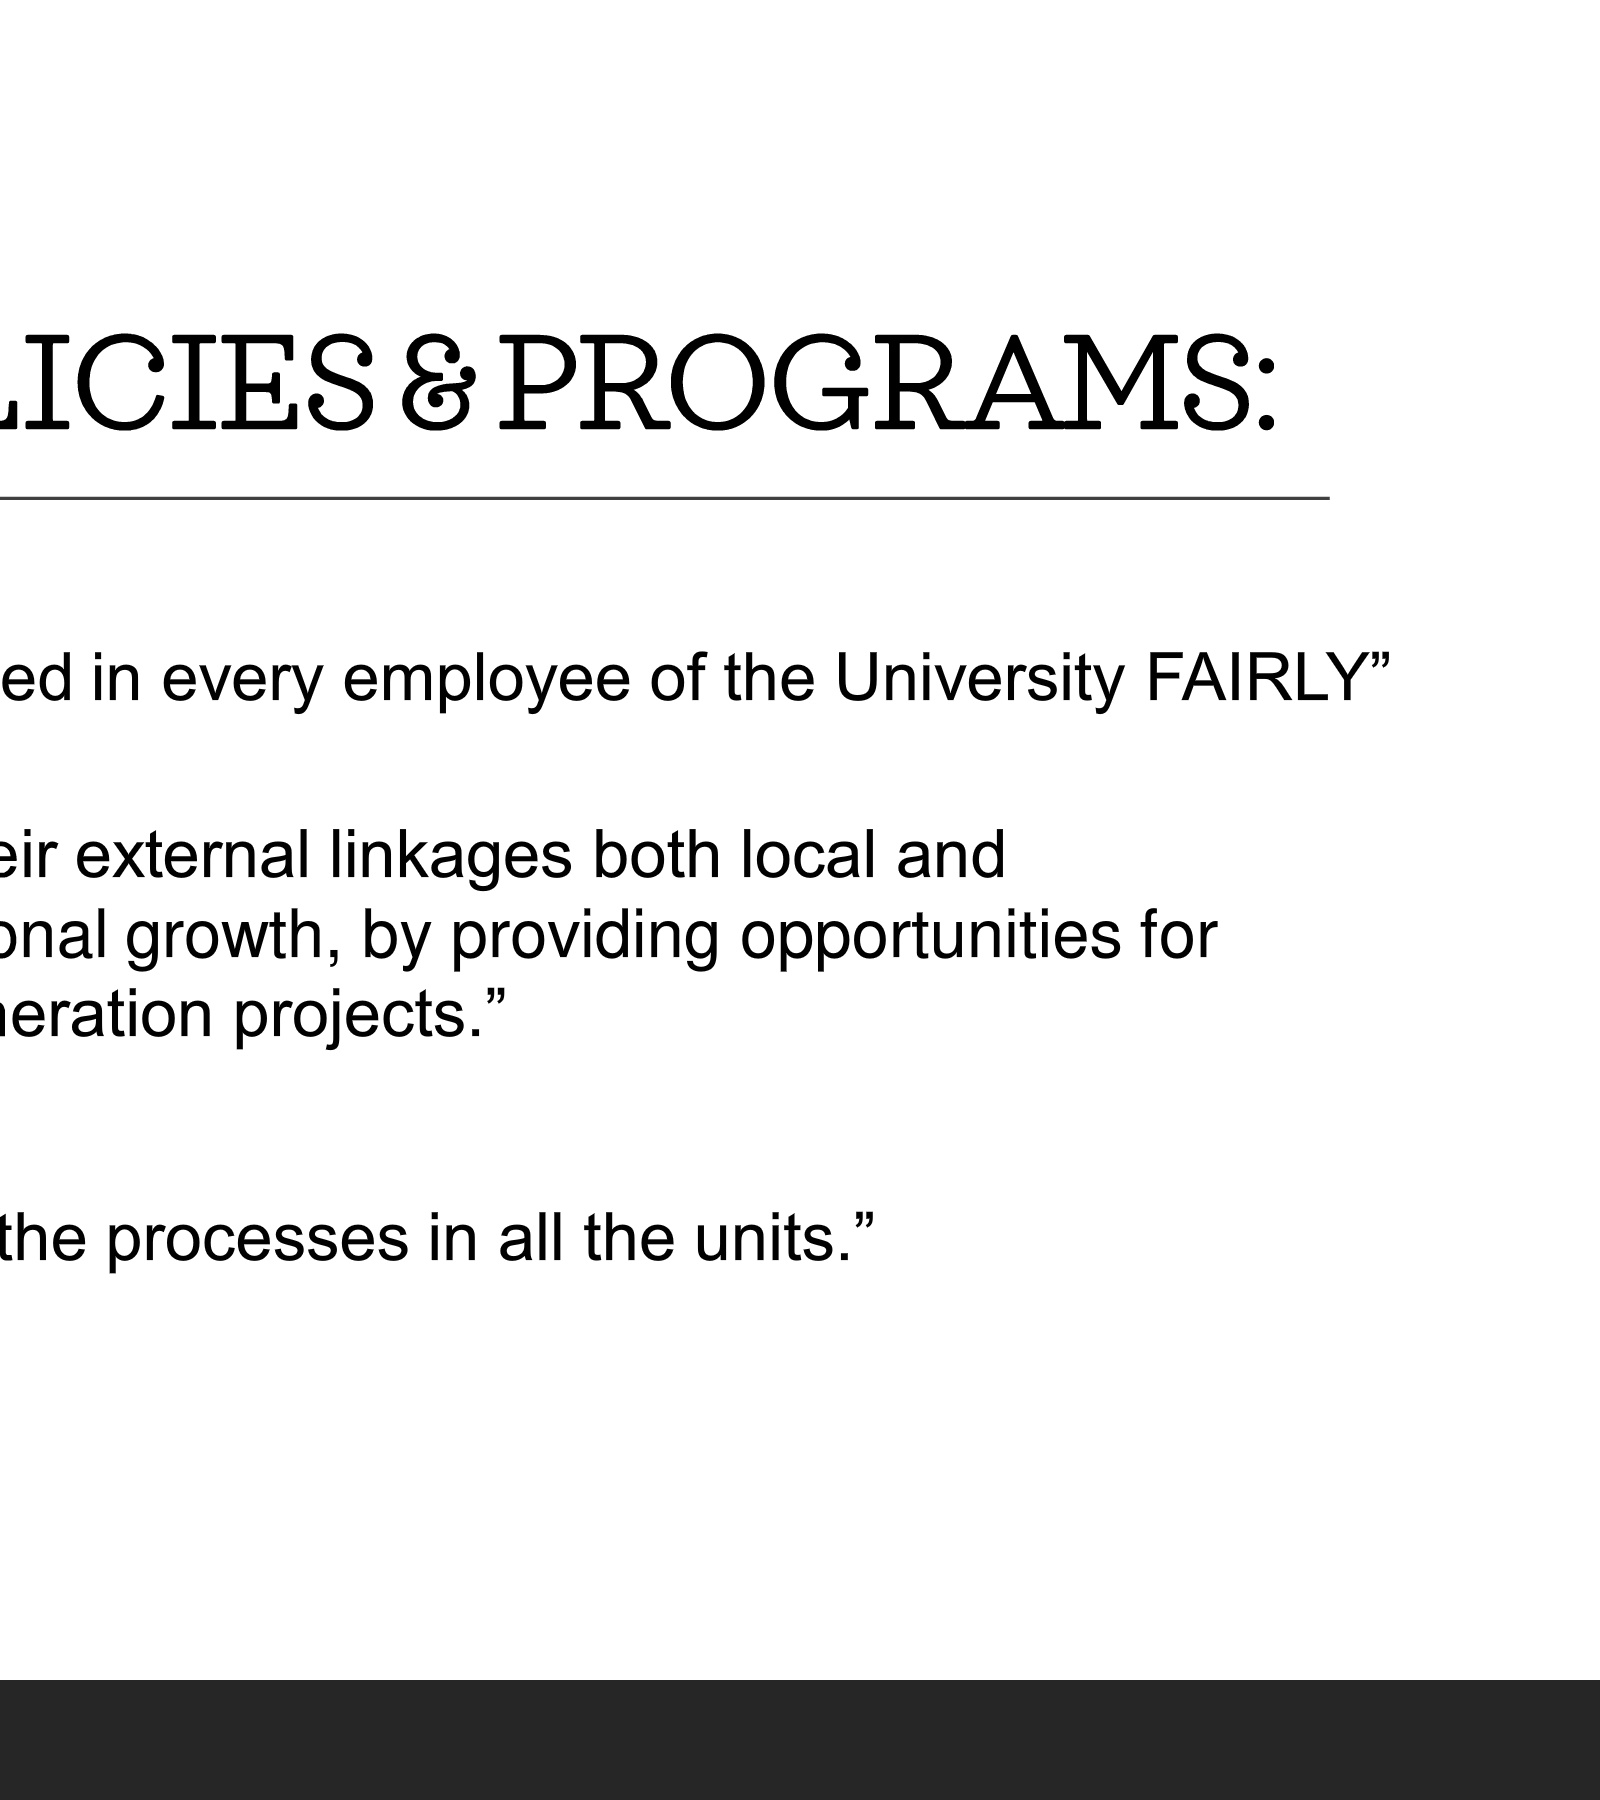 LICIES & PROGRAMS:
ed in every employee of the University FAIRLY”
eir external linkages both local and
onal growth, by providing opportunities for
neration projects.”
the processes in all the units.”